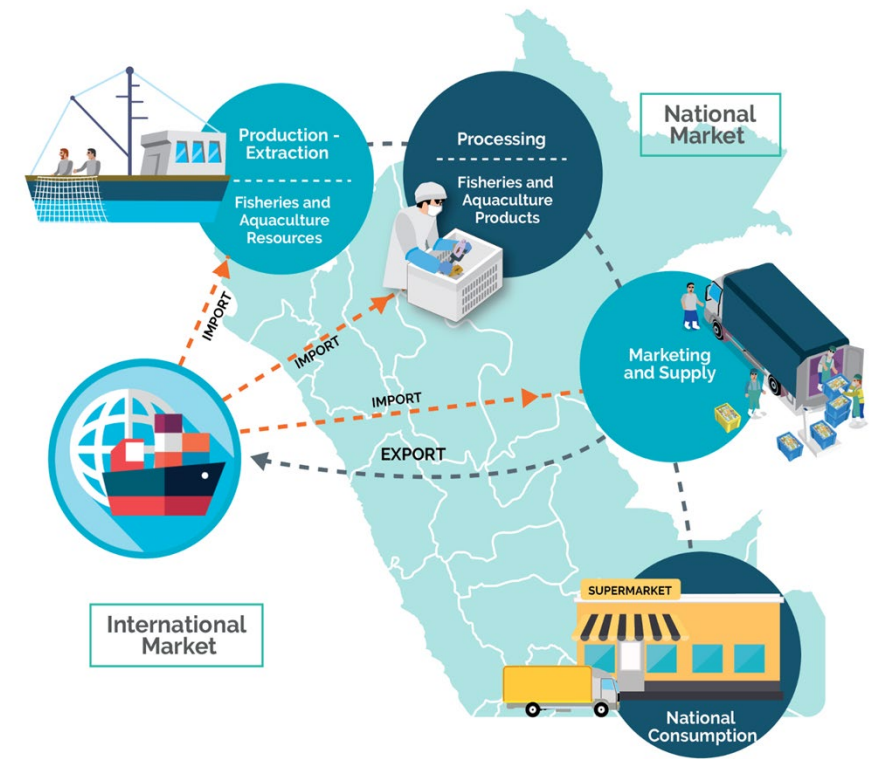 National
Market
Production -
Extraction
Fisheries and
Aquaculture
Resources
Processing
Fisheries and
Aquaculture
Products
IMPORT
IMPORT
IMPORT
Marketing
and Supply
EXPORT
International
Market
SUPERMARKET
National
Consumption